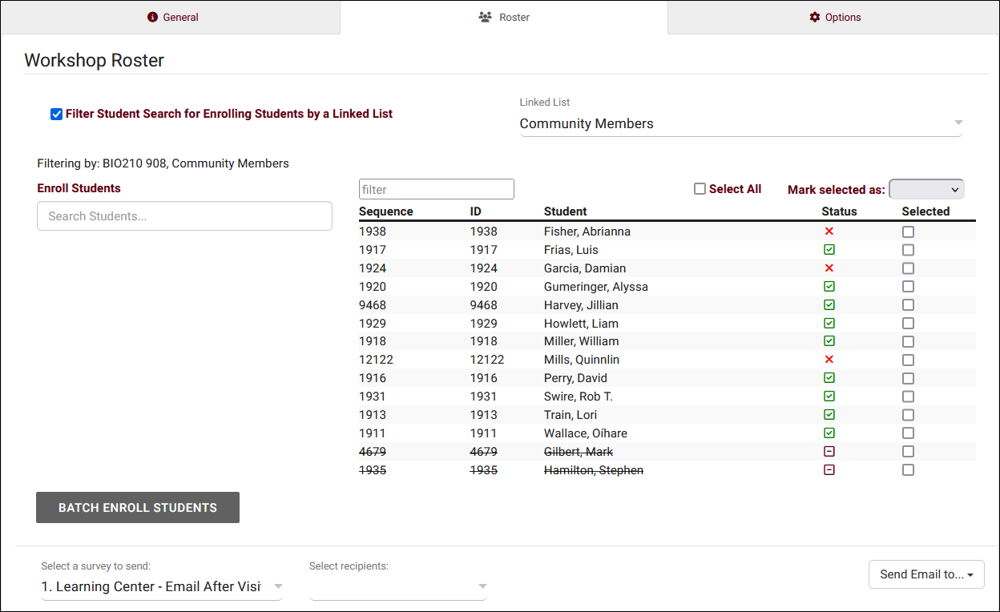 General Roster Options
Workshop Roster
Filter Student Search for Enrolling Students by a Linked List
Linked List
Community Members
Filtering by: BIO210 908, Community Members
Enroll Students
Search Students...
filter Select All Mark selected as:
Sequence ID Student Status Selected
1938 1938 Fisher, Abrianna
1917 1917 Frias, Luis
1924 1924 Garcia, Damian
1920 1920 Gumeringer, Alyssa
9468 9468 Harvey, Jillian
1929 1929 Howlett, Liam
1918 1918 Miller, William
12122 12122 Mills, Quinnlin
1916 1916 Perry, David
1931 1931 Swire, Rob T.
1913 1913 Train, Lori
1911 1911 Wallace, Oíhare
4679 4679 Gilbert, Mark
1935 1935 Hamilton, Stephen
BATCH ENROLL STUDENTS
Select a survey to send: Select recipients:
1. Learning Center - Email After Visi
Send Email to...